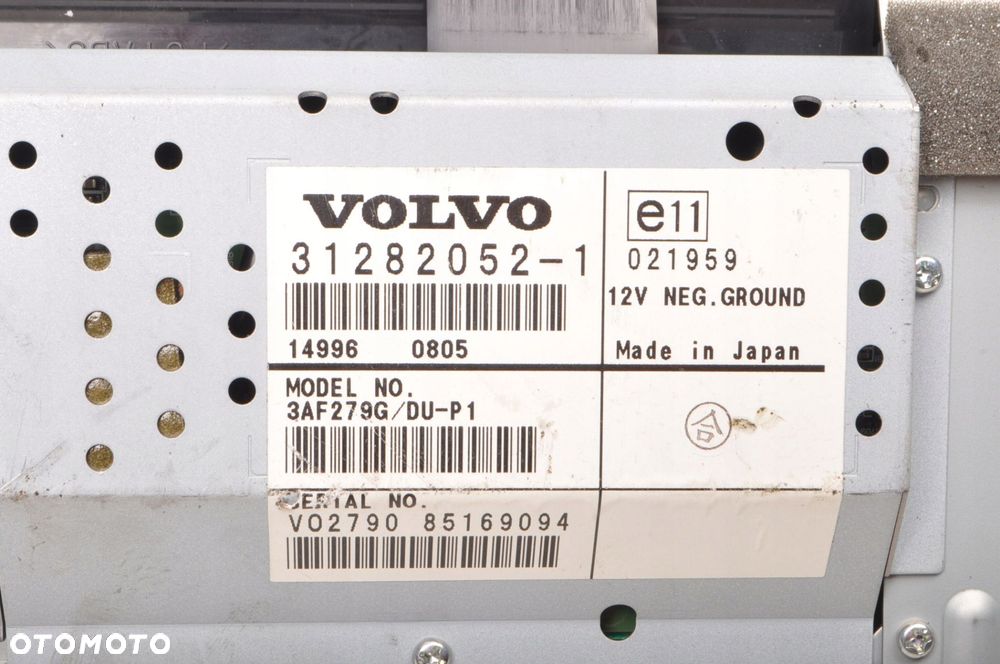 VOLVO
31282052-1
14996 0805
MODEL NO.
3AF279G/DU-P1
SERIAL NO.
VO2790 85169094
e11
021959
12V NEG.GROUND
Made in Japan
合
OTOMOTO